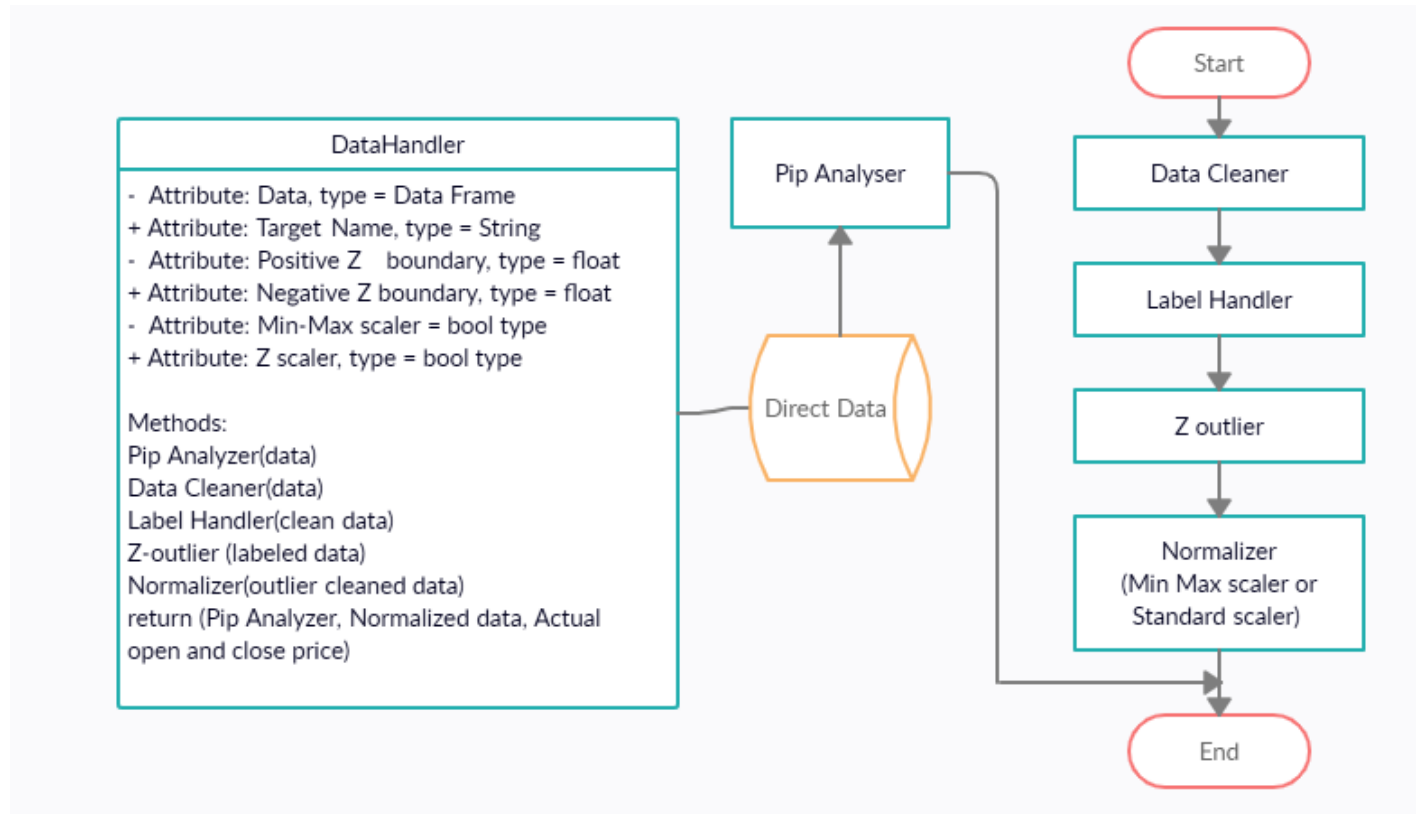 DataHandler
- Attribute: Data, type = Data Frame
+ Attribute: Target Name, type = String
- Attribute: Positive Z boundary, type = float
+ Attribute: Negative Z boundary, type = float
- Attribute: Min-Max scaler = bool type
+ Attribute: Z scaler, type = bool type
Methods:
Pip Analyzer(data)
Data Cleaner(data)
Label Handler(clean data)
Z-outlier (labeled data)
Normalizer(outlier cleaned data)
return (Pip Analyzer, Normalized data, Actual
open and close price)
Pip Analyser
Direct Data
Start
Data Cleaner
Label Handler
Z outlier
Normalizer
(Min Max scaler or
Standard scaler)
End